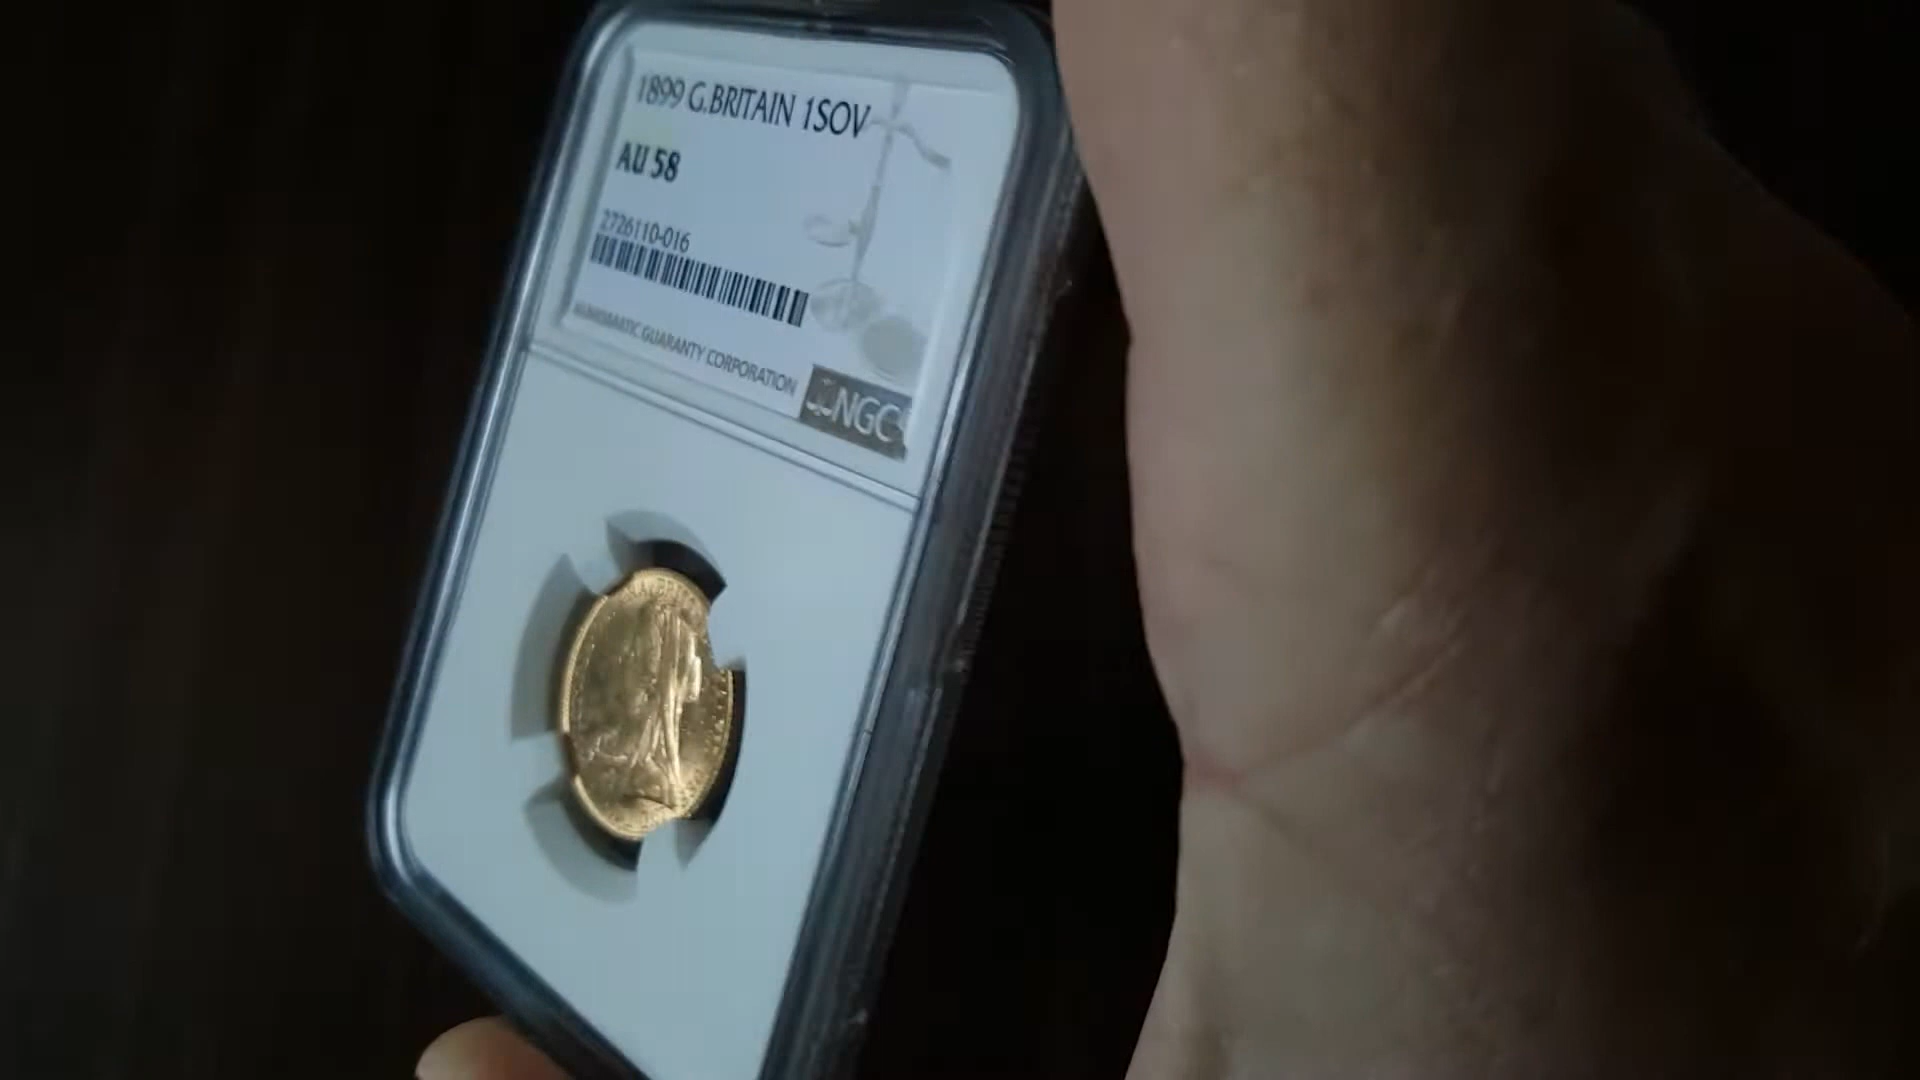 1899 G.BRITAIN 1SOV
AU 58
2726110-016
NUMISMATIC GUARANTY CORPORATION
NGC